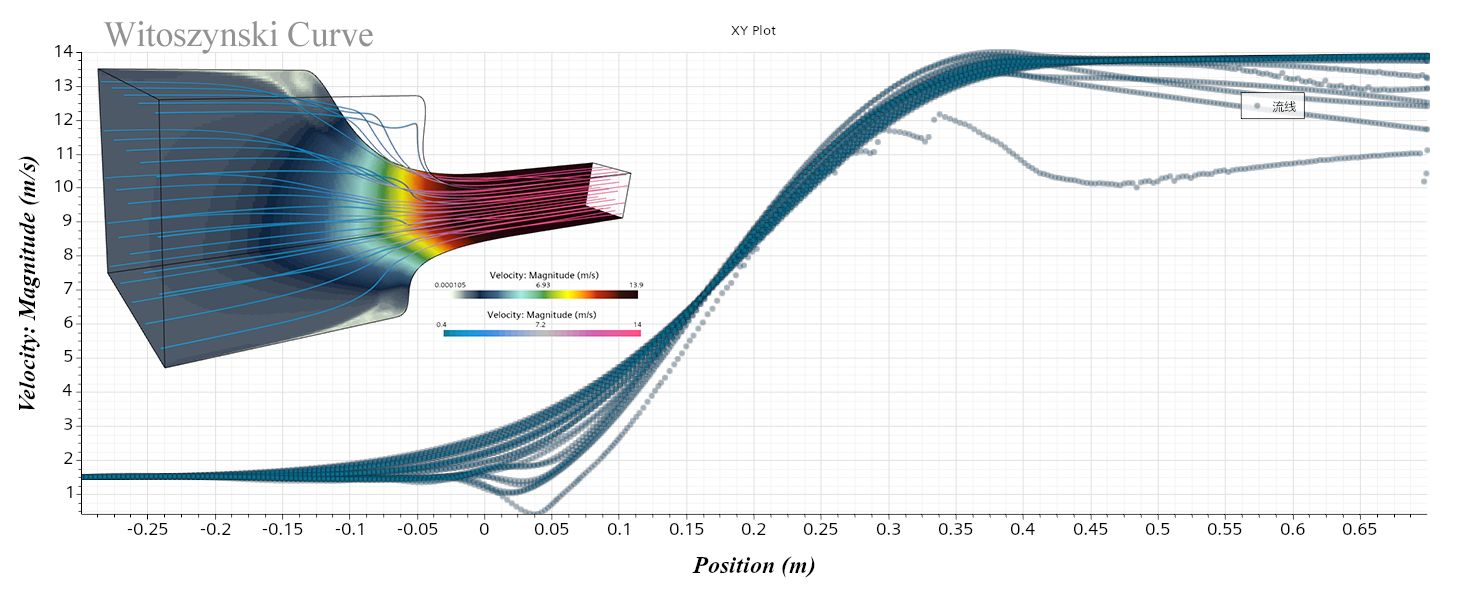 Witoszynski Curve
XY Plot
14
13
12
11
10
9
8
7
6
5
4
3
2
1
Velocity: Magnitude (m/s)
流线
Velocity: Magnitude (m/s)
0.000105 6.93 13.9
Velocity: Magnitude (m/s)
0.4 7.2 14
-0.25 -0.2 -0.15 -0.1 -0.05 0 0.05 0.1 0.15 0.2 0.25 0.3 0.35 0.4 0.45 0.5 0.55 0.6 0.65
Position (m)